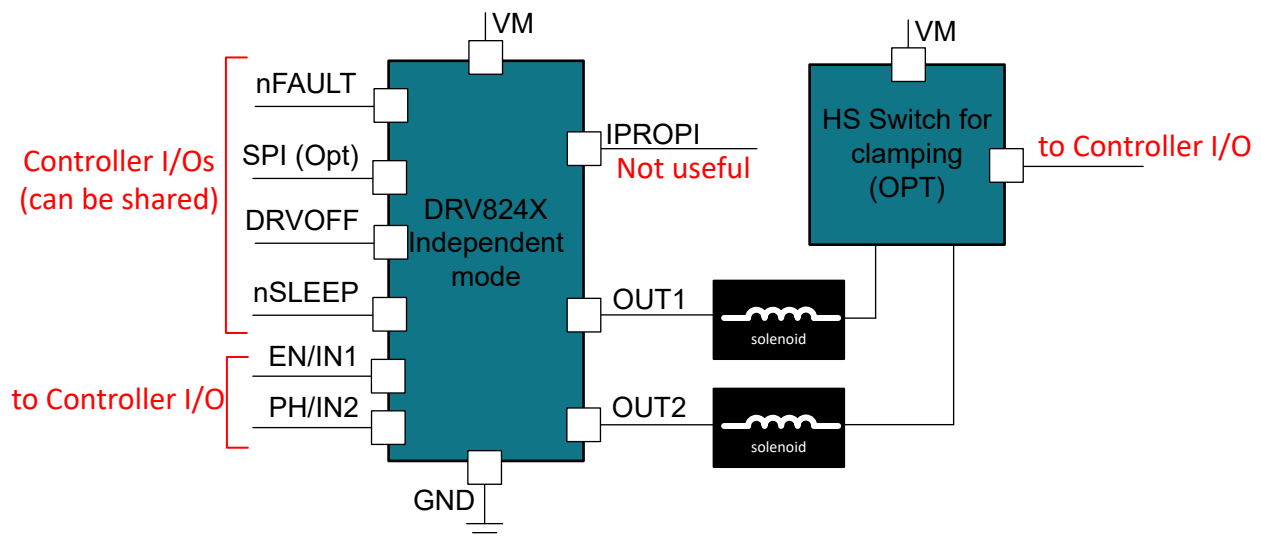 VM
nFAULT
SPI (Opt)
DRVOFF
nSLEEP
Controller I/Os
(can be shared)
EN/IN1
PH/IN2
to Controller I/O
DRV824X
Independent
mode
IPROPI
Not useful
OUT1
OUT2
GND
solenoid
solenoid
VM
HS Switch for
clamping
(OPT)
to Controller I/O